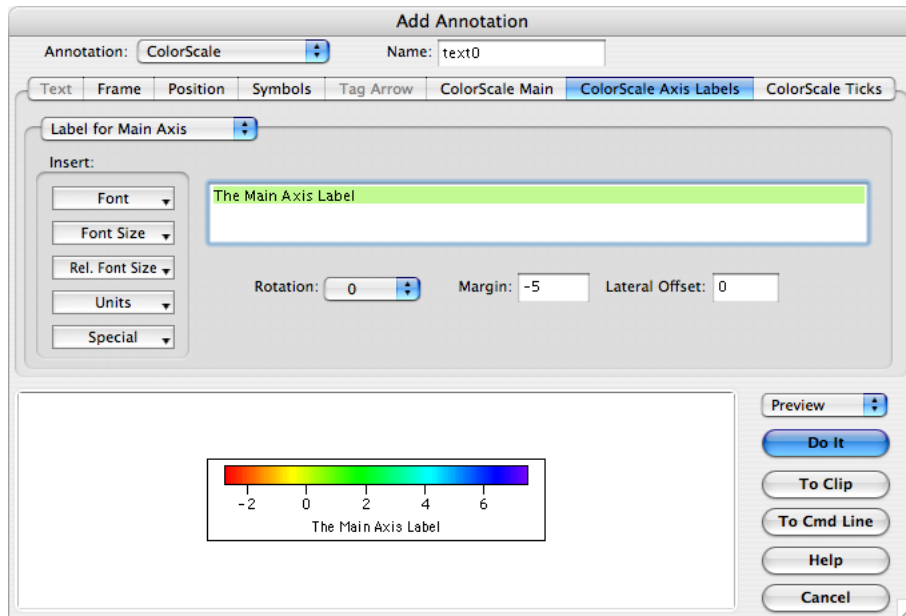 Add Annotation
Annotation: ColorScale Name: text0
Text Frame Position Symbols Tag Arrow ColorScale Main ColorScale Axis Labels ColorScale Ticks
Label for Main Axis
Insert:
Font
The Main Axis Label
Font Size
Rel. Font Size
Rotation: 0 Margin: -5 Lateral Offset: 0
Units
Special
Preview
Do It
To Clip
To Cmd Line
Help
Cancel
-2 0 2 4 6
The Main Axis Label